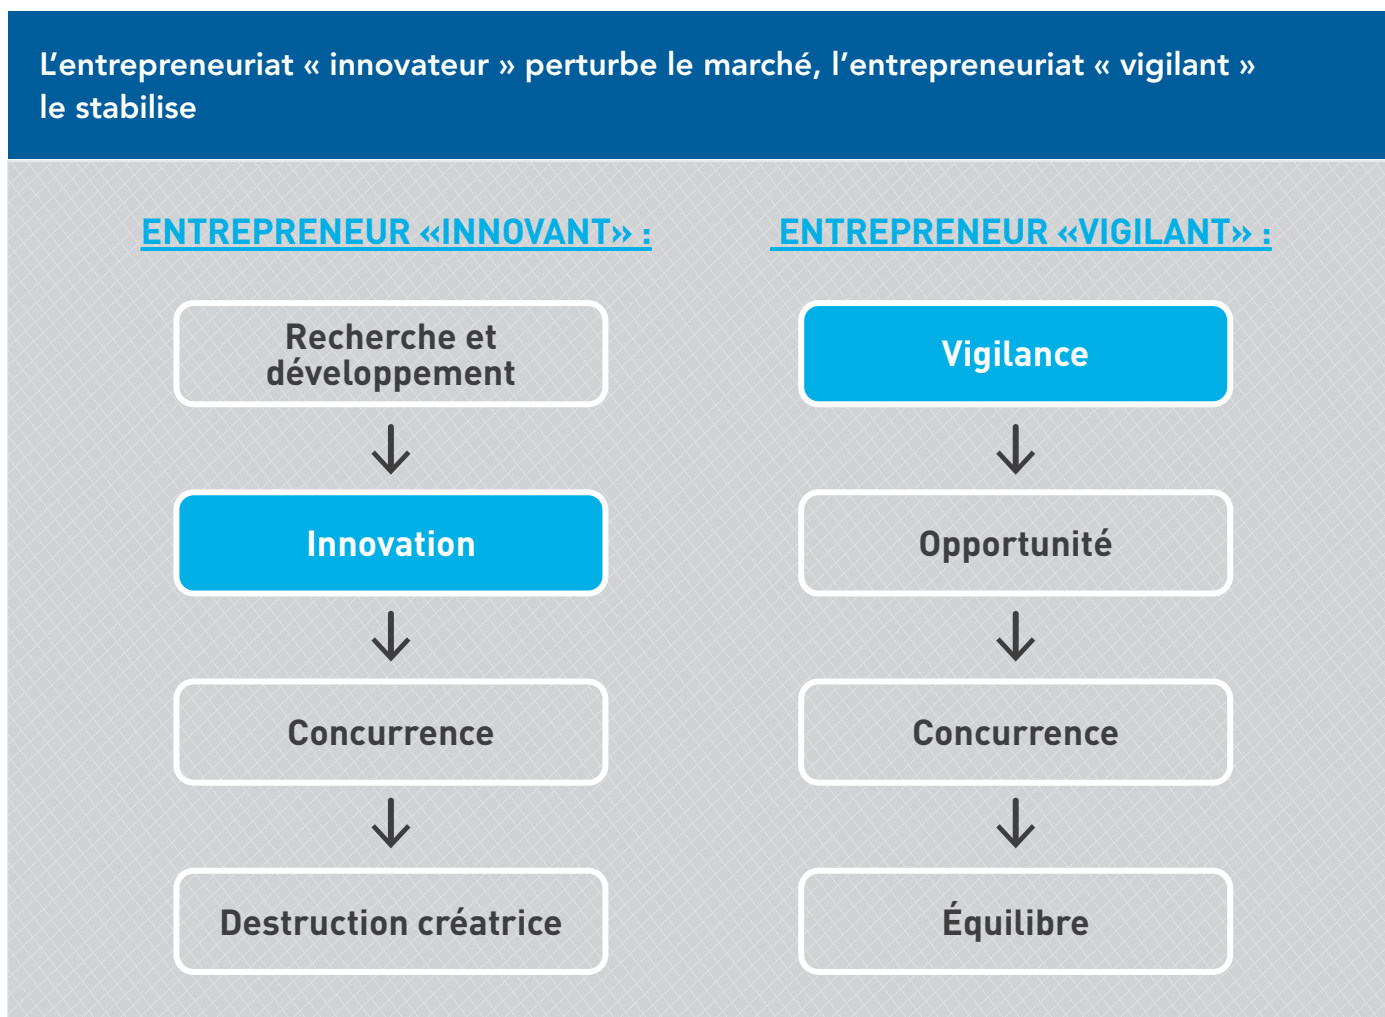 L'entrepreneuriat « innovateur » perturbe le marché, l'entrepreneuriat « vigilant »
le stabilise
ENTREPRENEUR «INNOVANT» :
Recherche et
développement
Innovation
Concurrence
Destruction créatrice
ENTREPRENEUR «VIGILANT» :
Vigilance
Opportunité
Concurrence
Équilibre